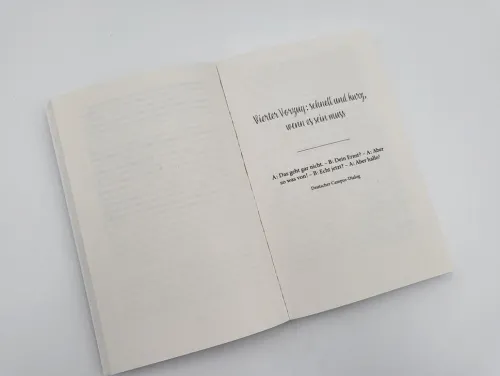 Vierter Vorzug: schnell und kurz,
wenn es sein muss
A: Das geht gar nicht. – B: Dein Ernst? – A: Aber
so was von! – B: Echt jetzt? – A: Aber hallo!
Deutscher Campus-Dialog